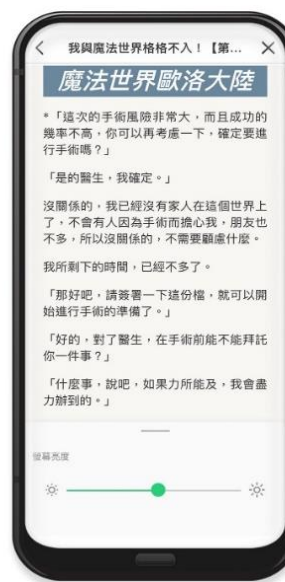 我與魔法世界格格不入！【第...
魔法世界歐洛大陸
*「這次的手術風險非常大，而且成功的
幾率不高，你可以再考慮一下，確定要進
行手術嗎？」
「是的醫生，我確定。」
沒關係的，我已經沒有家人在這個世界上
了，不會有人因為手術而擔心我，朋友也
不多，所以沒關係的，不需要顧慮什麼。
我所剩下的時間，已經不多了。
「那好吧，請簽署一下這份檔，就可以開
始進行手術的準備了。」
「好的，對了醫生，在手術前能不能拜託
你一件事？」
「什麼事，說吧，如果力所能及，我會盡
力辦到的。」
螢幕亮度